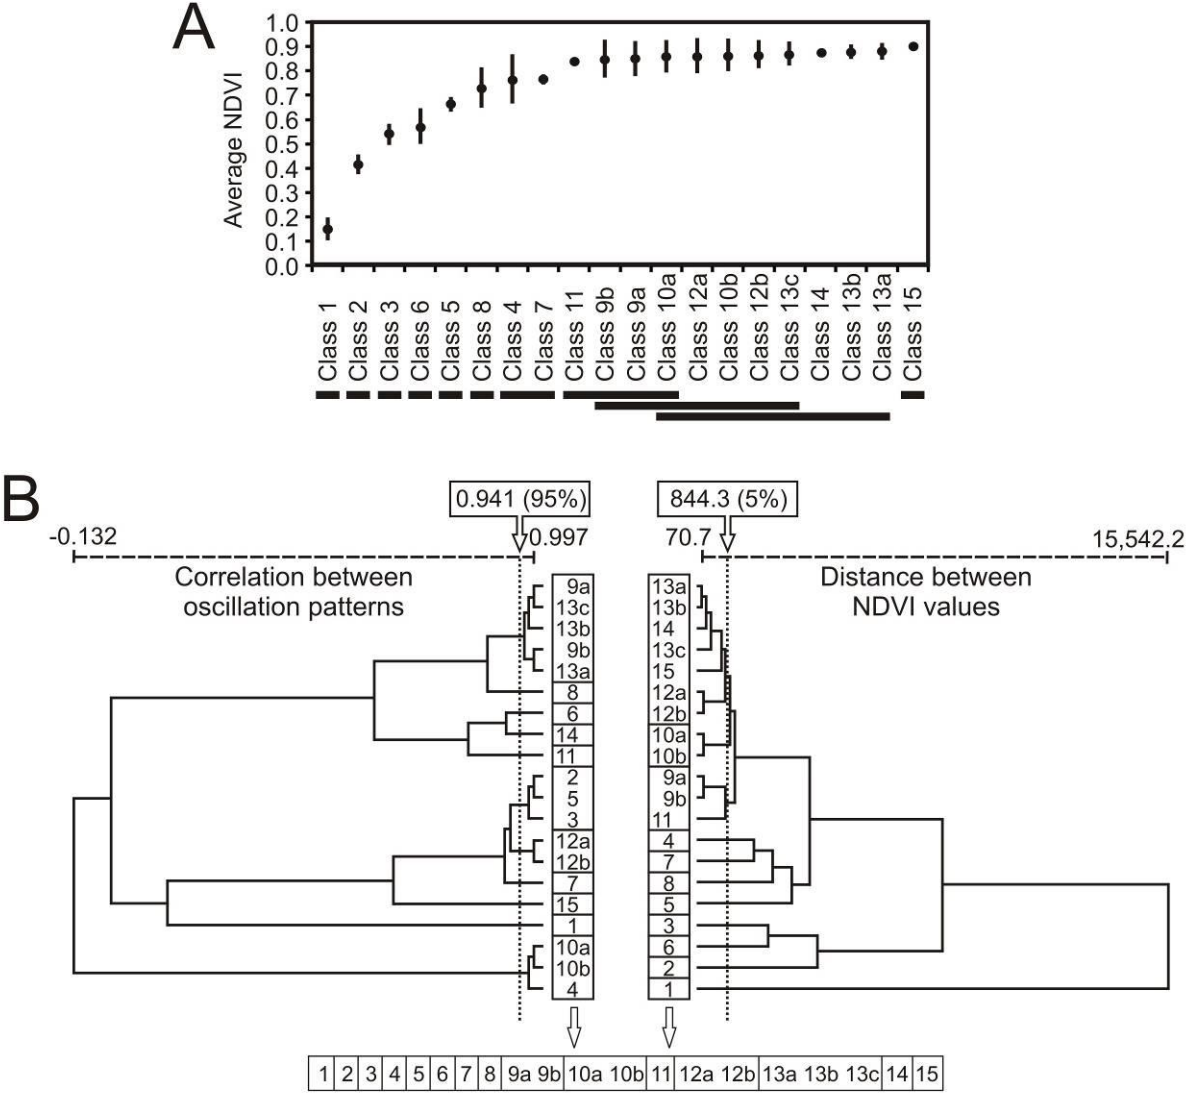 A
Average NDVI
1.0
0.9
0.8
0.7
0.6
0.5
0.4
0.3
0.2
0.1
0.0
Class 1
Class 2
Class 3
Class 6
Class 5
Class 8
Class 4
Class 7
Class 11
Class 9b
Class 9a
Class 10a
Class 12a
Class 10b
Class 12b
Class 13c
Class 14
Class 13b
Class 13a
Class 15
B
0.941 (95%)
844.3 (5%)
-0.132
0.997
70.7
15,542.2
Correlation between
oscillation patterns
Distance between
NDVI values
9a
13c
13b
9b
13a
8
6
14
11
2
5
3
12a
12b
7
15
1
10a
10b
4
13a
13b
14
13c
15
12a
12b
10a
10b
9a
9b
11
4
7
8
5
3
6
2
1
1 2 3 4 5 6 7 8 9a 9b 10a 10b 11 12a 12b 13a 13b 13c 14 15